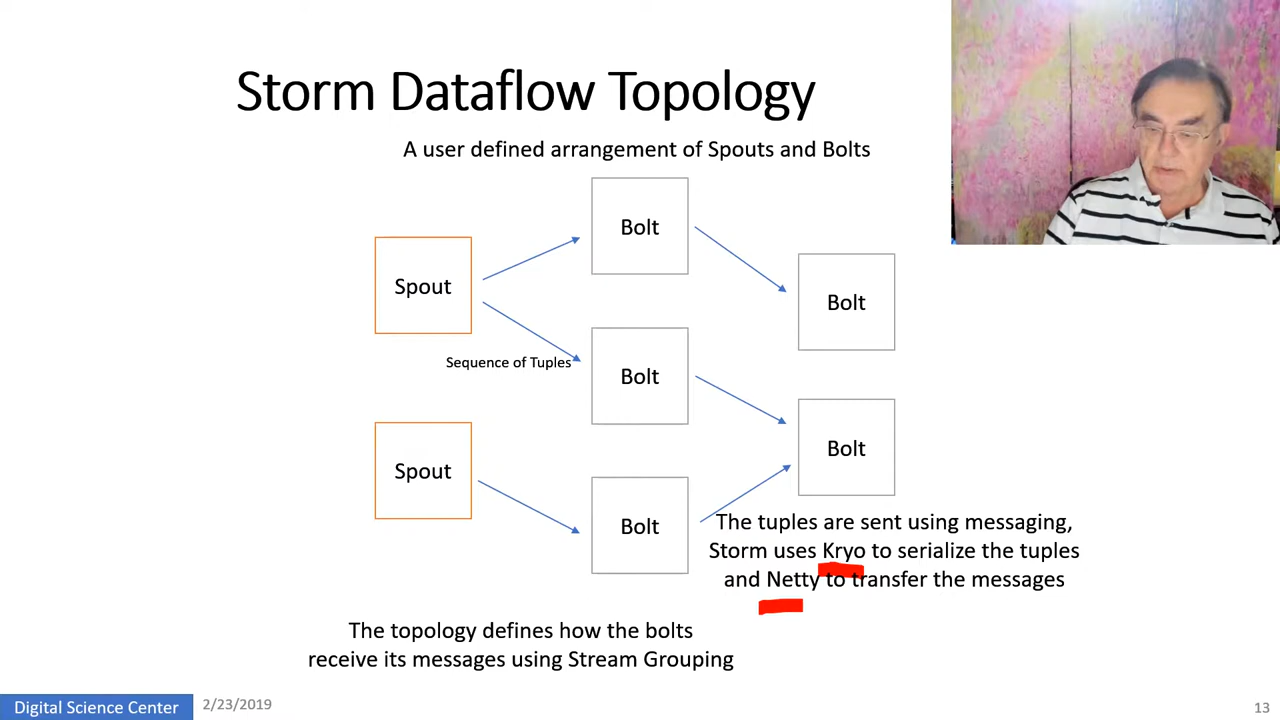 Storm Dataflow Topology
A user defined arrangement of Spouts and Bolts
Bolt
Spout
Bolt
Sequence of Tuples
Bolt
Spout
Bolt
Bolt
The tuples are sent using messaging,
Storm uses Kryo to serialize the tuples
and Netty to transfer the messages
The topology defines how the bolts
receive its messages using Stream Grouping
Digital Science Center
2/23/2019
13